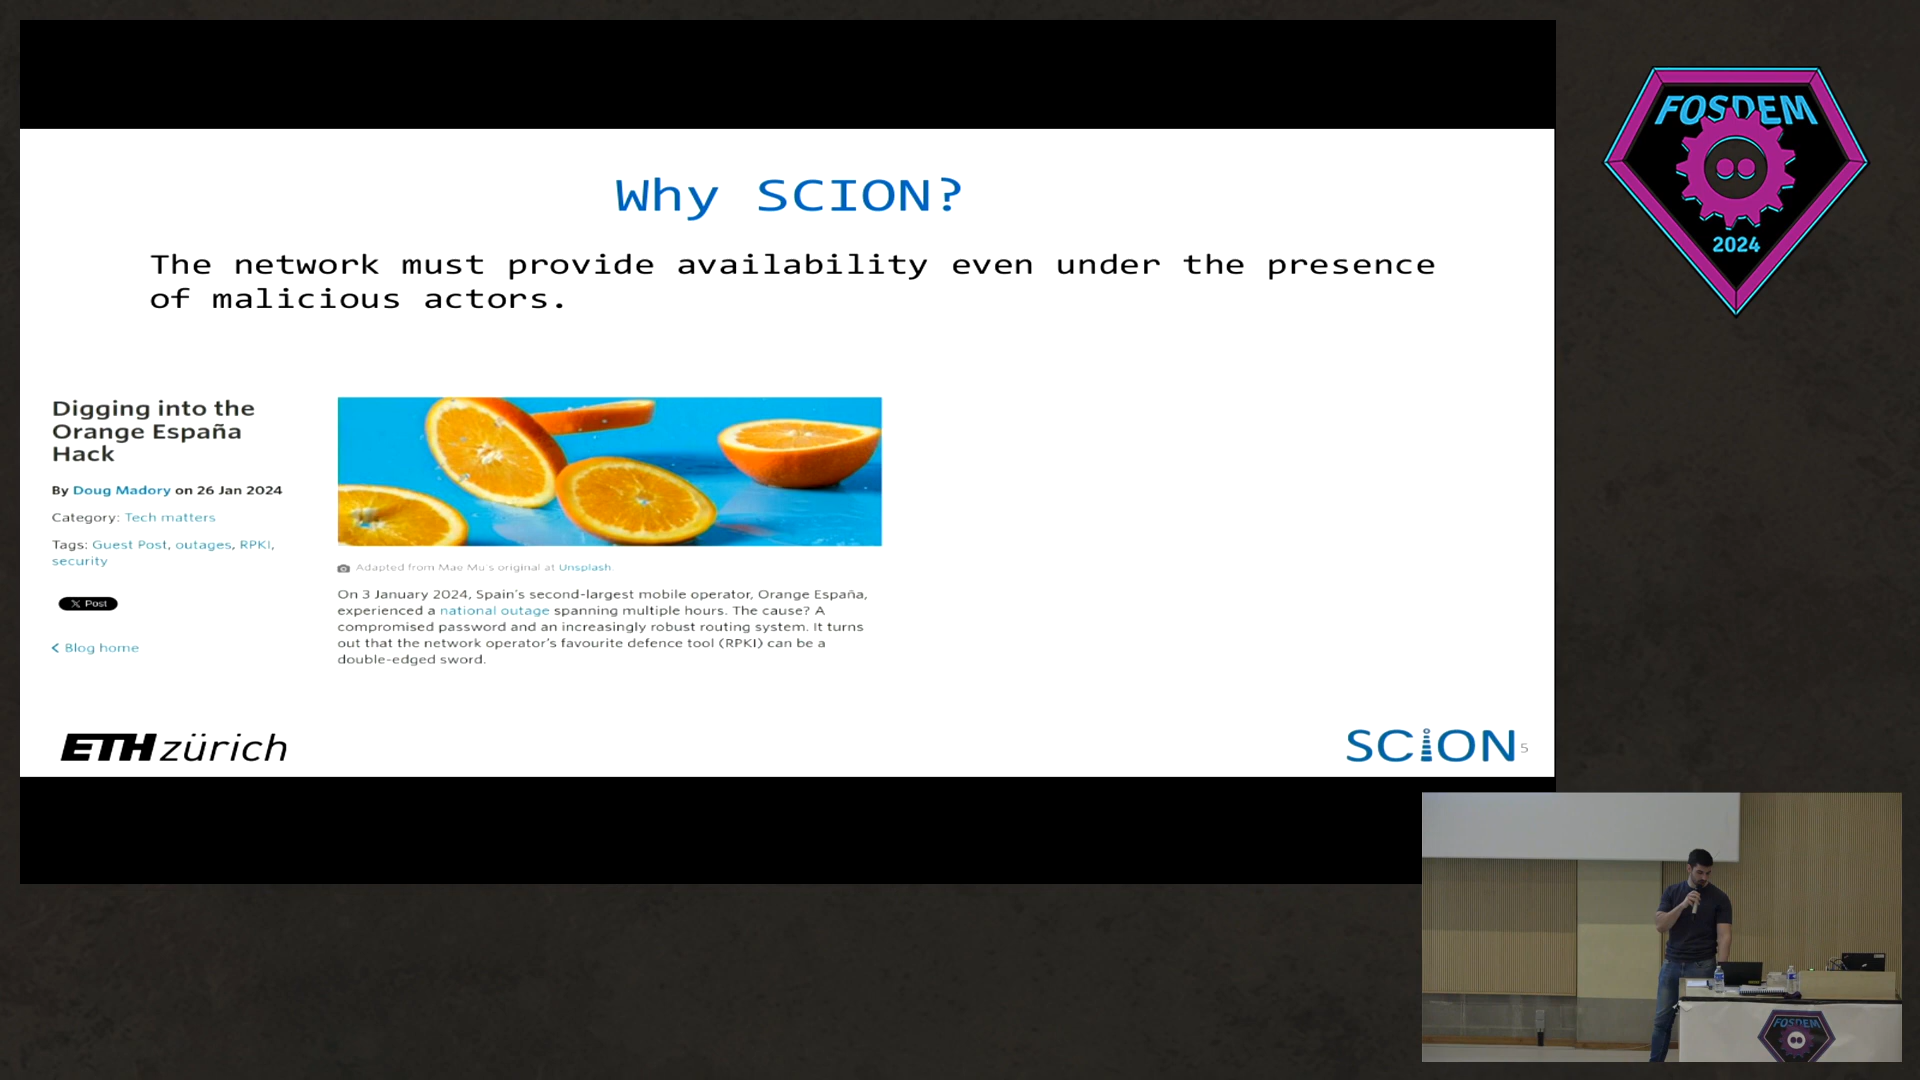 Why SCION?
The network must provide availability even under the presence
of malicious actors.
Digging into the
Orange España
Hack
By Doug Madory on 26 Jan 2024
Category: Tech matters
Tags: Guest Post, outages, RPKI,
security
X Post
< Blog home
Adapted from Mae Mu's original at Unsplash.
On 3 January 2024, Spain's second-largest mobile operator, Orange España,
experienced a national outage spanning multiple hours. The cause? A
compromised password and an increasingly robust routing system. It turns
out that the network operator's favourite defence tool (RPKI) can be a
double-edged sword.
ETH zürich
SCION
5
FOSDEM
2024
FOSDEM